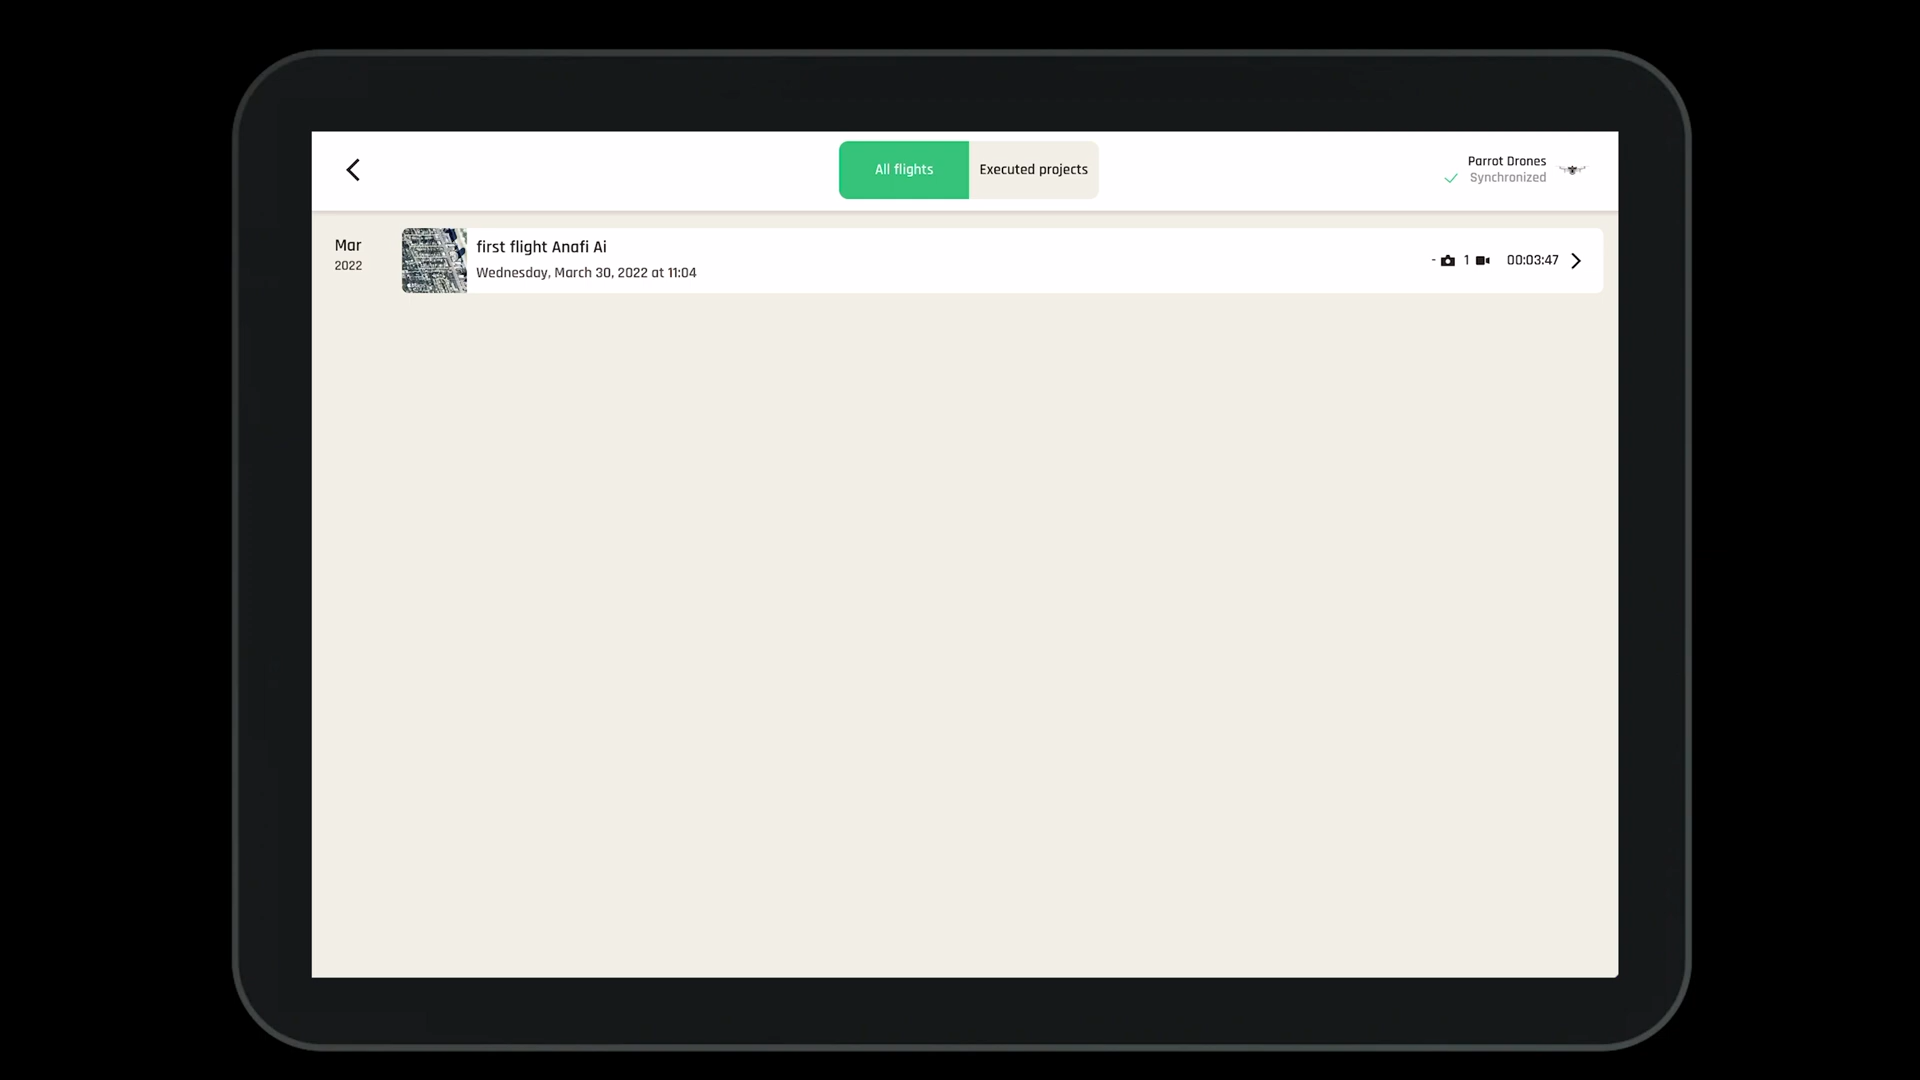 All flights
Executed projects
Parrot Drones
Synchronized
Mar
2022
first flight Anafi Ai
Wednesday, March 30, 2022 at 11:04
- 1 00:03:47